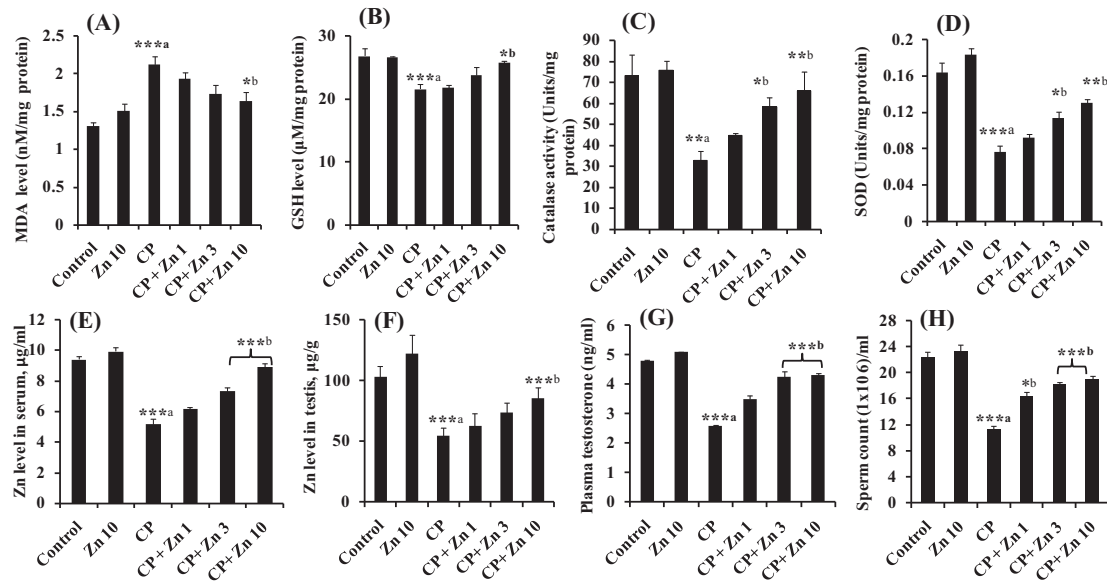 (A)
MDA level (nM/mg protein)
2.5
2
1.5
1
0.5
0
***a
*b
Control
Zn 10
CP
CP+ Zn 1
CP+ Zn 3
CP+ Zn 10
(B)
GSH level (µM/mg protein)
30
20
10
0
***a
*b
Control
Zn 10
CP
CP+ Zn 1
CP+ Zn 3
CP+ Zn 10
(C)
Catalase activity (Units/mg
protein)
90
80
70
60
50
40
30
20
10
0
**a
*b
**b
Control
Zn 10
CP
CP + Zn 1
CP + Zn 3
CP+ Zn 10
(D)
SOD (Units/mg protein)
0.2
0.16
0.12
0.08
0.04
0
***a
*b
**b
Control
Zn 10
CP
CP + Zn 1
CP+ Zn 3
CP+ Zn 10
(E)
Zn level in serum, µg/ml
12
10
8
6
4
2
0
***a
***b
Control
Zn 10
CP
CP + Zn 1
CP+ Zn 3
CP+ Zn 10
(F)
Zn level in testis, µg/g
150
100
50
0
***a
***b
Control
Zn 10
CP
CP + Zn 1
CP+ Zn 3
CP+ Zn 10
(G)
Plasma testosterone (ng/ml)
6
5
4
3
2
1
0
***a
***b
Control
Zn 10
CP
CP + Zn 1
CP+ Zn 3
CP+ Zn 10
(H)
Sperm count (1x10 6)/ml
24
20
16
12
8
4
0
***a
*b
***b
Control
Zn 10
CP
CP + Zn 1
CP+ Zn 3
CP+ Zn 10